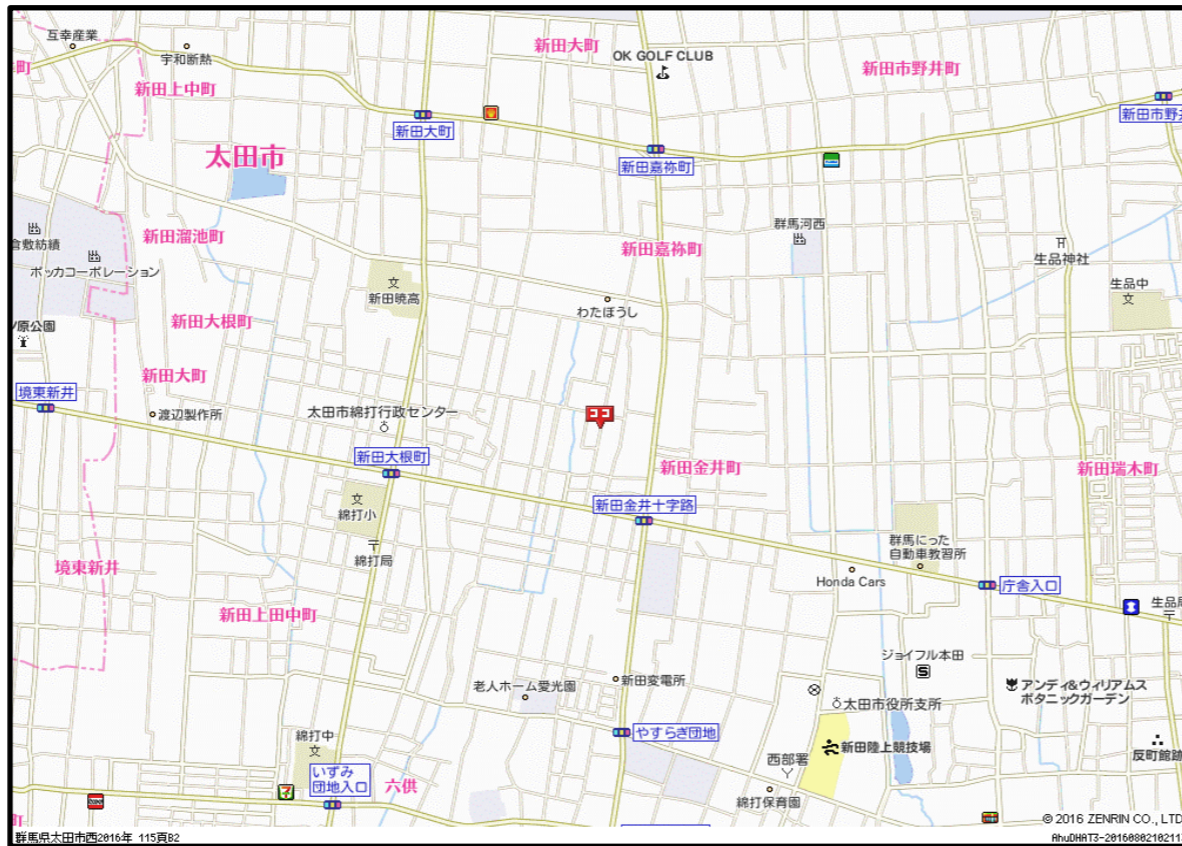 互幸産業
宇和断熱
新田大町
OK GOLF CLUB
新田市野井町
町
新田上中町
新田大町
新田市野井
太田市
新田嘉祢町
倉敷紡績
ポッカコーポレーション
新田溜池町
新田嘉祢町
群馬河西
生品神社
新田暁高
文
生品中
文
わたぼうし
新田大根町
ノ原公園
新田大町
境東新井
渡辺製作所
太田市綿打行政センター
ココ
新田大根町
新田金井町
新田瑞木町
文
綿打小
新田金井十字路
綿打局
群馬にった
自動車教習所
境東新井
Honda Cars
庁舎入口
生品局
新田上田中町
ジョイフル本田
S
老人ホーム愛光園
新田変電所
アンディ&ウィリアムス
ボタニックガーデン
太田市役所支所
やすらぎ団地
綿打中
文
新田陸上競技場
反町館跡
西部署
いずみ
団地入口
六供
7
綿打保育園
町
© 2016 ZENRIN CO., LTD
群馬県太田市西2016年 115頁B2
AhuDHAT3-2016080210211